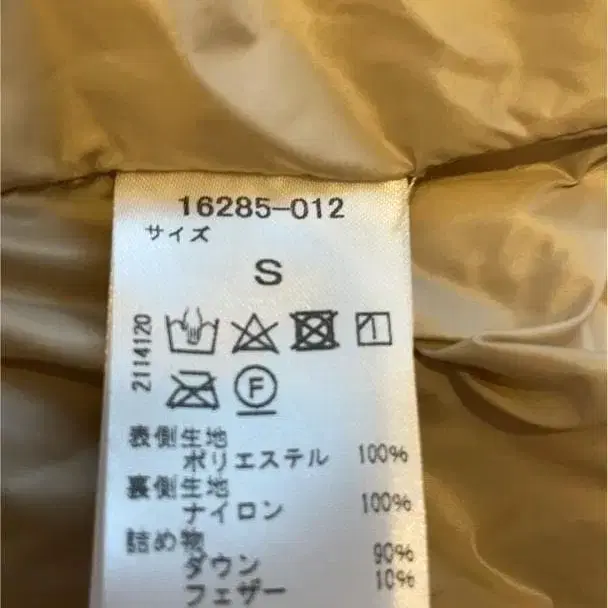 16285-012
サイズ
S
2114120
F
表側生地
ポリエステル 100%
裏側生地
ナイロン 100%
詰め物
ダウン 90%
フェザー 10%